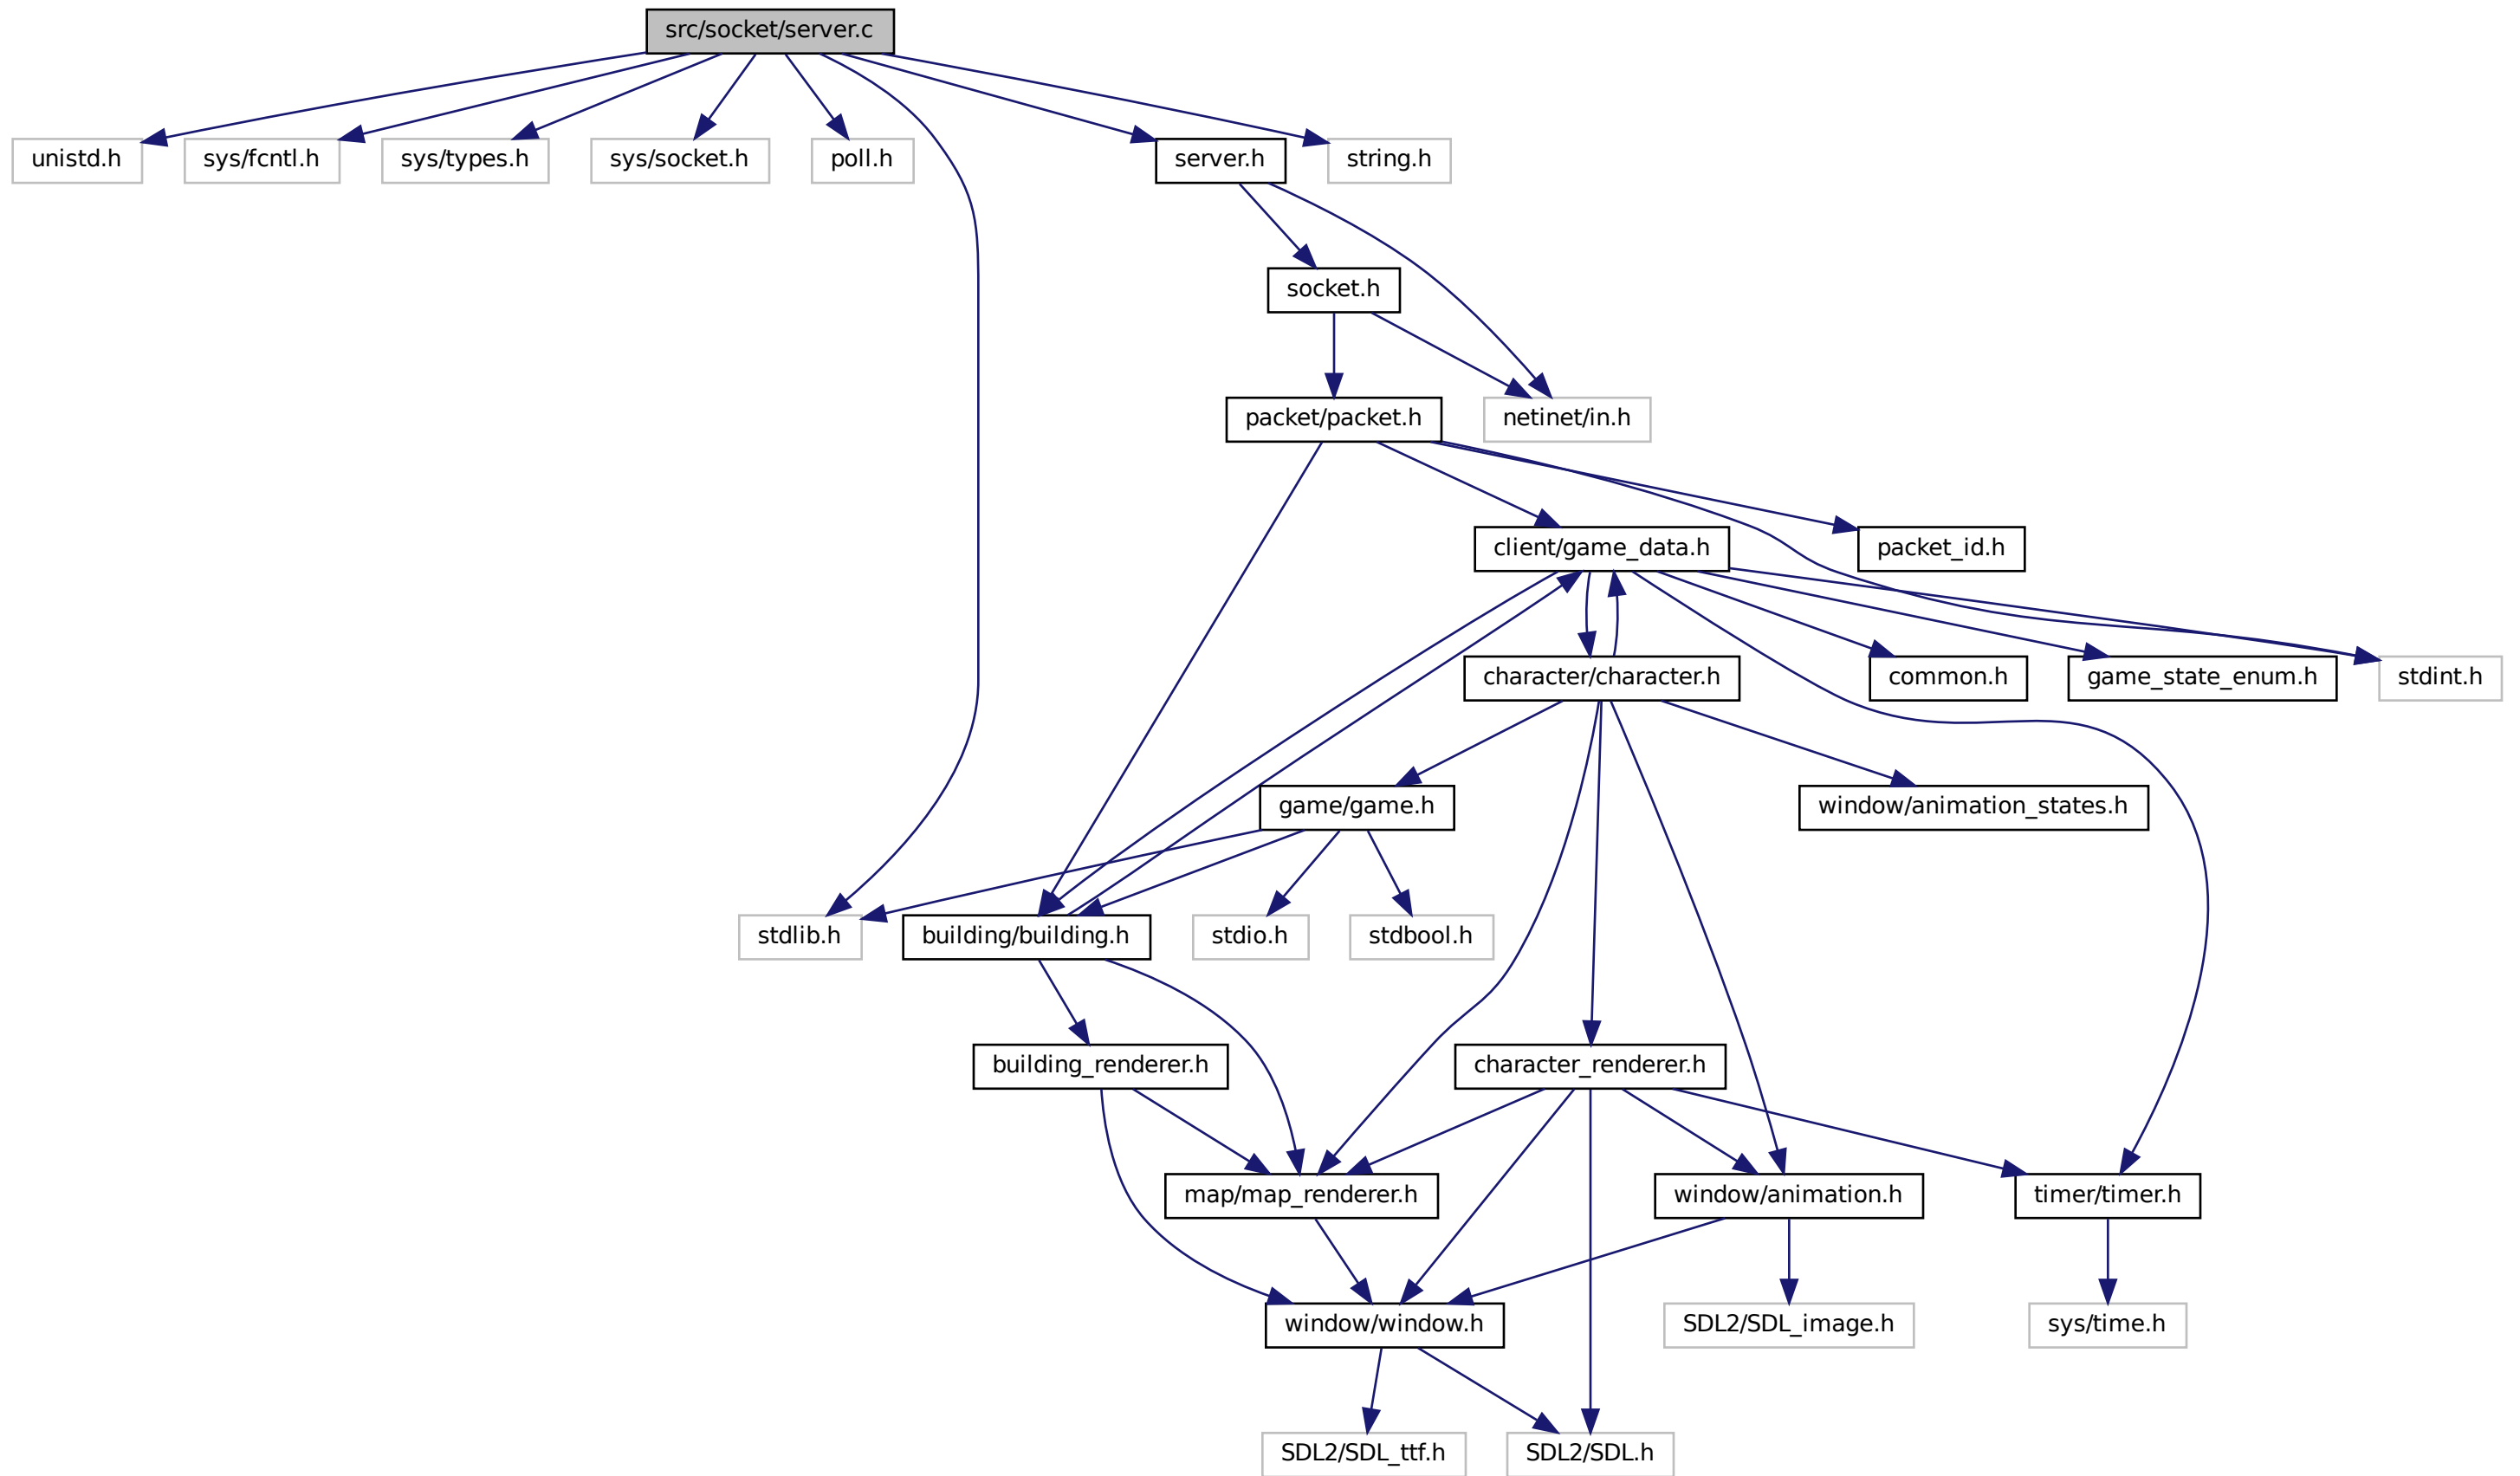 src/socket/server.c
unistd.h
sys/fcntl.h
sys/types.h
sys/socket.h
poll.h
server.h
string.h
socket.h
packet/packet.h
netinet/in.h
client/game_data.h
packet_id.h
character/character.h
common.h
game_state_enum.h
stdint.h
game/game.h
window/animation_states.h
stdlib.h
building/building.h
stdio.h
stdbool.h
building_renderer.h
character_renderer.h
map/map_renderer.h
window/animation.h
timer/timer.h
window/window.h
SDL2/SDL_image.h
sys/time.h
SDL2/SDL_ttf.h
SDL2/SDL.h